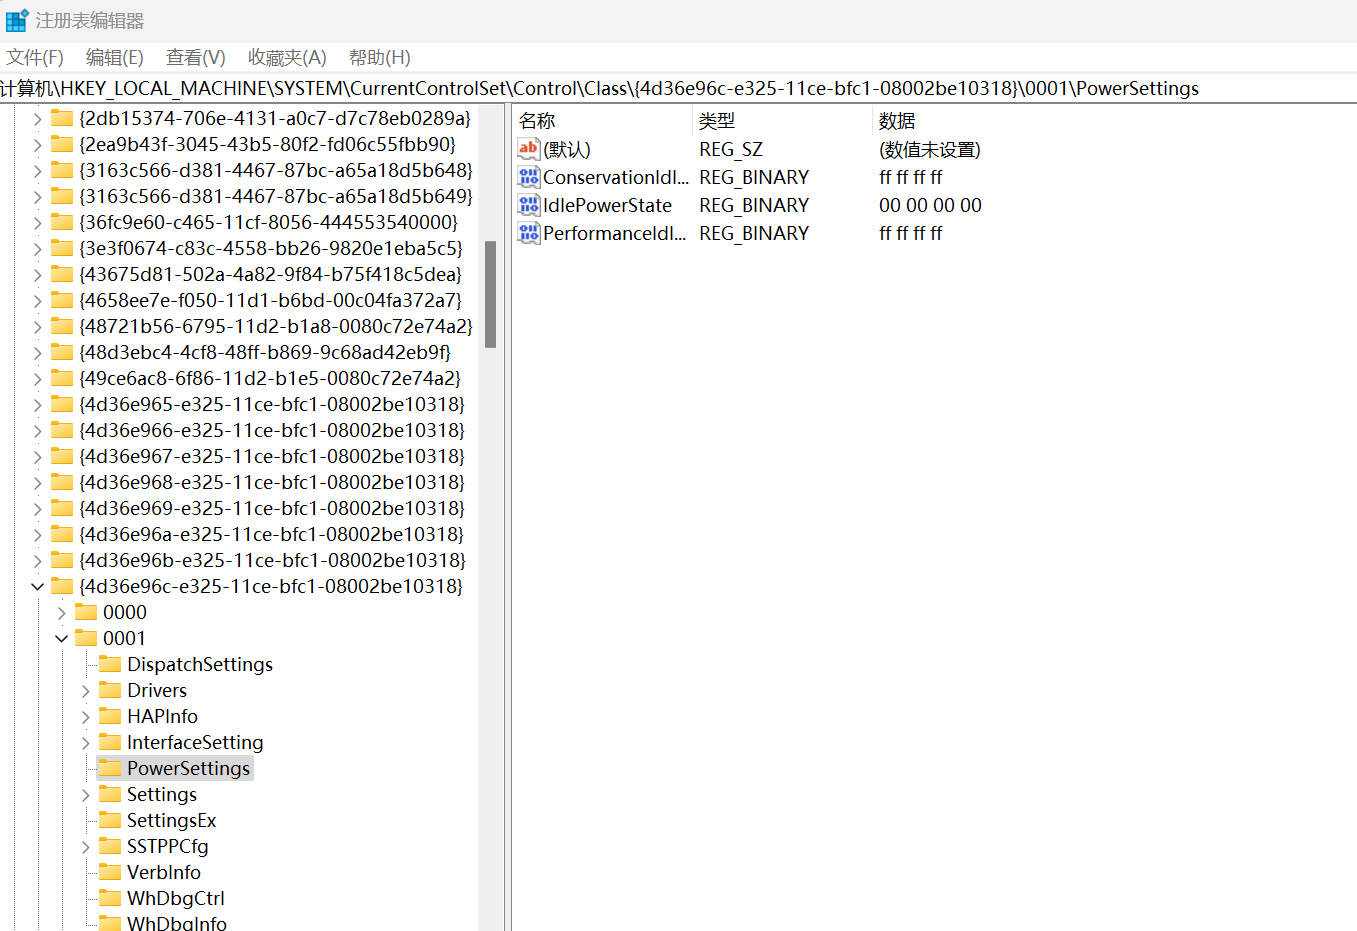 注册表编辑器
文件(F) 编辑(E) 查看(V) 收藏夹(A) 帮助(H)
计算机\HKEY_LOCAL_MACHINE\SYSTEM\CurrentControlSet\Control\Class\{4d36e96c-e325-11ce-bfc1-08002be10318}\0001\PowerSettings
{2db15374-706e-4131-a0c7-d7c78eb0289a}
{2ea9b43f-3045-43b5-80f2-fd06c55fbb90}
{3163c566-d381-4467-87bc-a65a18d5b648}
{3163c566-d381-4467-87bc-a65a18d5b649}
{36fc9e60-c465-11cf-8056-444553540000}
{3e3f0674-c83c-4558-bb26-9820e1eba5c5}
{43675d81-502a-4a82-9f84-b75f418c5dea}
{4658ee7e-f050-11d1-b6bd-00c04fa372a7}
{48721b56-6795-11d2-b1a8-0080c72e74a2}
{48d3ebc4-4cf8-48ff-b869-9c68ad42eb9f}
{49ce6ac8-6f86-11d2-b1e5-0080c72e74a2}
{4d36e965-e325-11ce-bfc1-08002be10318}
{4d36e966-e325-11ce-bfc1-08002be10318}
{4d36e967-e325-11ce-bfc1-08002be10318}
{4d36e968-e325-11ce-bfc1-08002be10318}
{4d36e969-e325-11ce-bfc1-08002be10318}
{4d36e96a-e325-11ce-bfc1-08002be10318}
{4d36e96b-e325-11ce-bfc1-08002be10318}
{4d36e96c-e325-11ce-bfc1-08002be10318}
0000
0001
DispatchSettings
Drivers
HAPInfo
InterfaceSetting
PowerSettings
Settings
SettingsEx
SSTPPCfg
VerbInfo
WhDbgCtrl
WhDbgInfo
名称 类型 数据
(默认) REG_SZ (数值未设置)
ConservationIdl... REG_BINARY ff ff ff ff
IdlePowerState REG_BINARY 00 00 00 00
PerformanceIdl... REG_BINARY ff ff ff ff